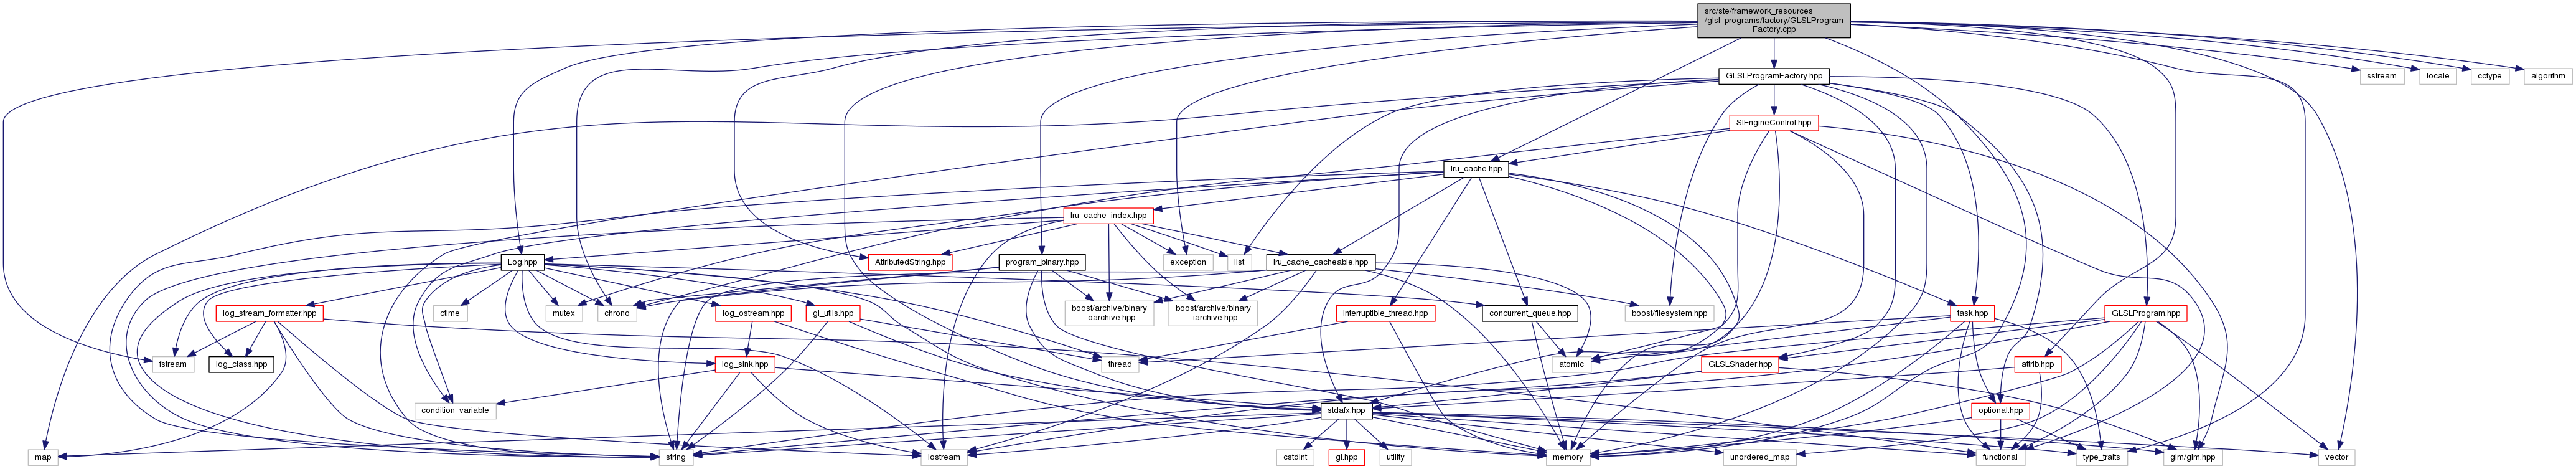 src/ste/framework_resources
/glsl_programs/factory/GLSLProgram
Factory.cpp
GLSLProgramFactory.hpp
sstream
locale
cctype
algorithm
StEngineControl.hpp
lru_cache.hpp
lru_cache_index.hpp
Log.hpp
AttributedString.hpp
program_binary.hpp
exception
list
lru_cache_cacheable.hpp
log_stream_formatter.hpp
ctime
mutex
chrono
log_ostream.hpp
gl_utils.hpp
boost/archive/binary
_oarchive.hpp
boost/archive/binary
_iarchive.hpp
interruptible_thread.hpp
concurrent_queue.hpp
boost/filesystem.hpp
task.hpp
GLSLProgram.hpp
fstream
log_class.hpp
log_sink.hpp
thread
atomic
GLSLShader.hpp
attrib.hpp
condition_variable
stdafx.hpp
optional.hpp
map
string
iostream
cstdint
gl.hpp
utility
memory
unordered_map
functional
type_traits
glm/glm.hpp
vector